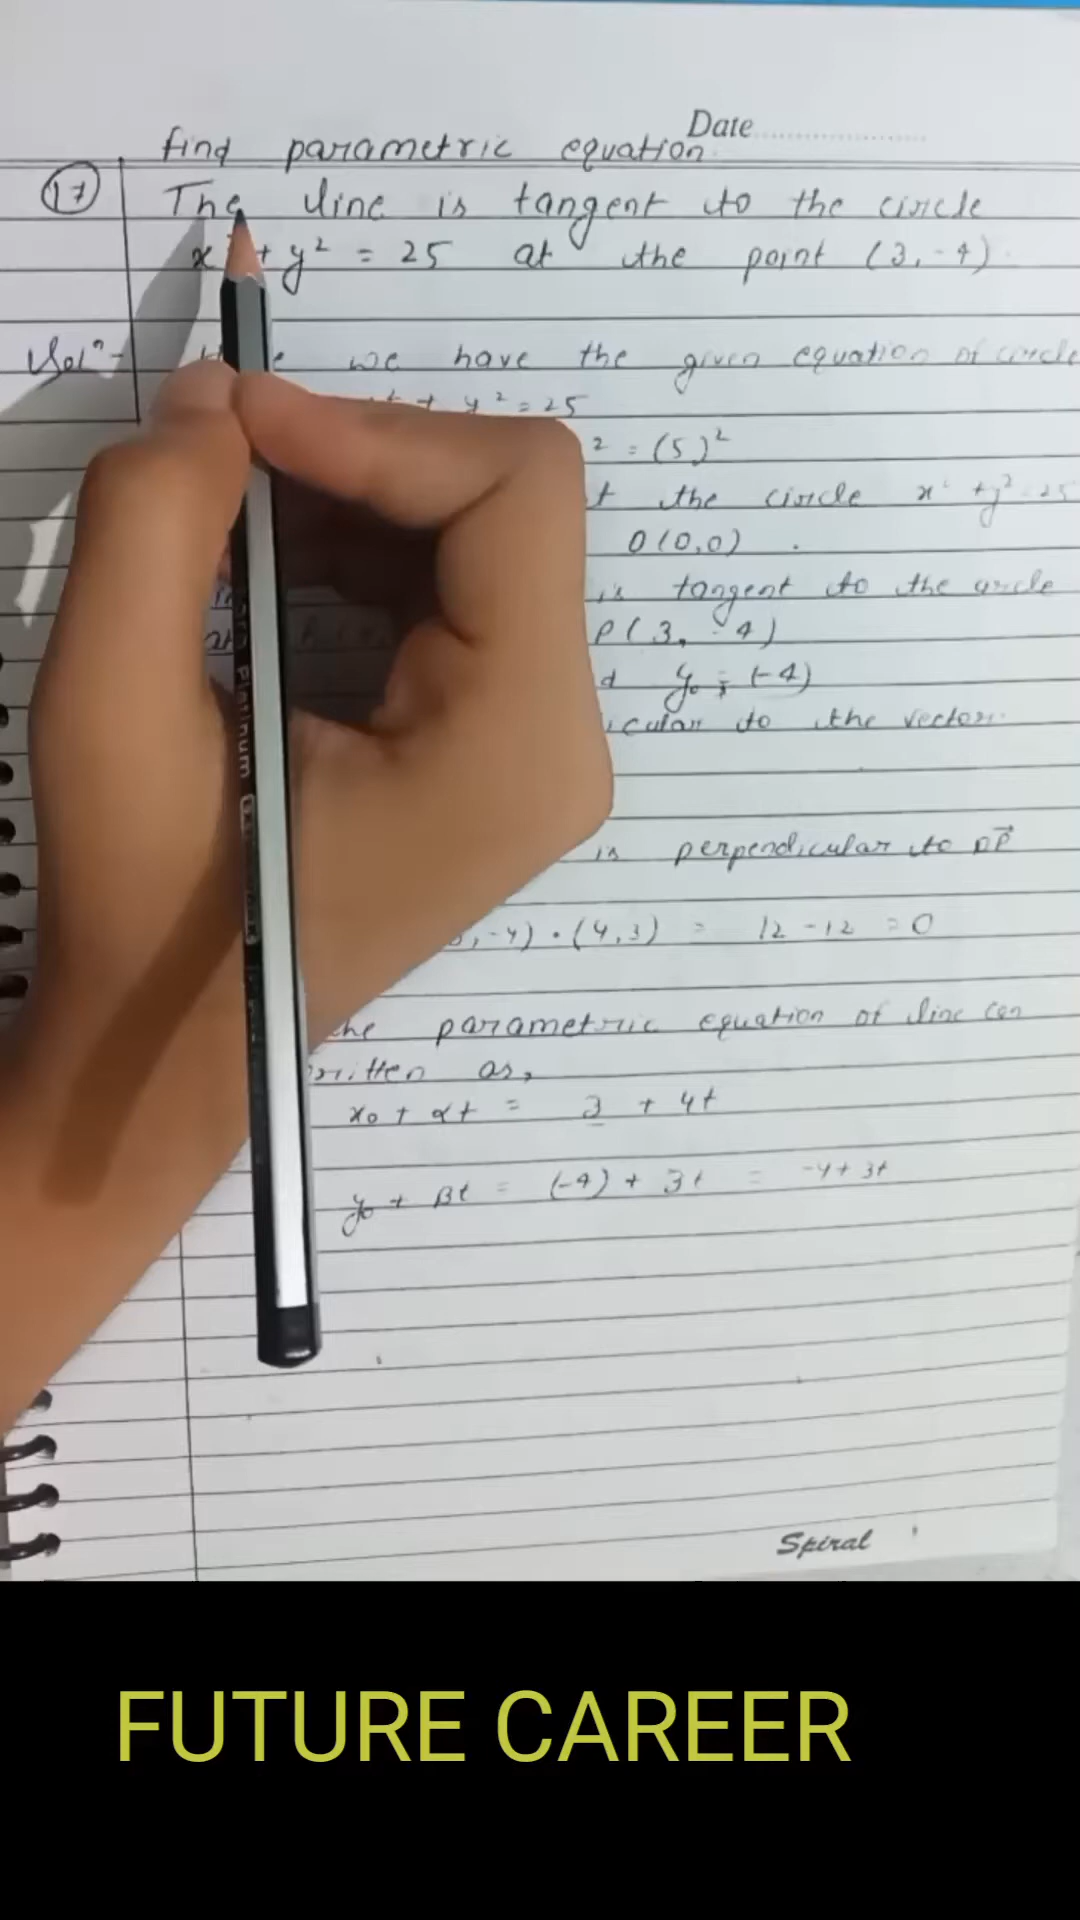 Date
find parametric equation.
17 The line is tangent to the circle
x + y² = 25 at the point (3, -4).
Solⁿ- we have the given equation of circle
+ y² = 25
² = (5)²
the circle x² + y² = 25
O(0,0).
is tangent to the circle
P(3, -4)
y₀ = (-4)
to the vector.
is perpendicular to OP
, -4) • (4, 3) = 12 - 12 = 0
the parametric equation of line can
written as,
x₀ + αt = 3 + 4t
y₀ + βt = (-4) + 3t = -4 + 3t
Platinum
Spiral
FUTURE CAREER